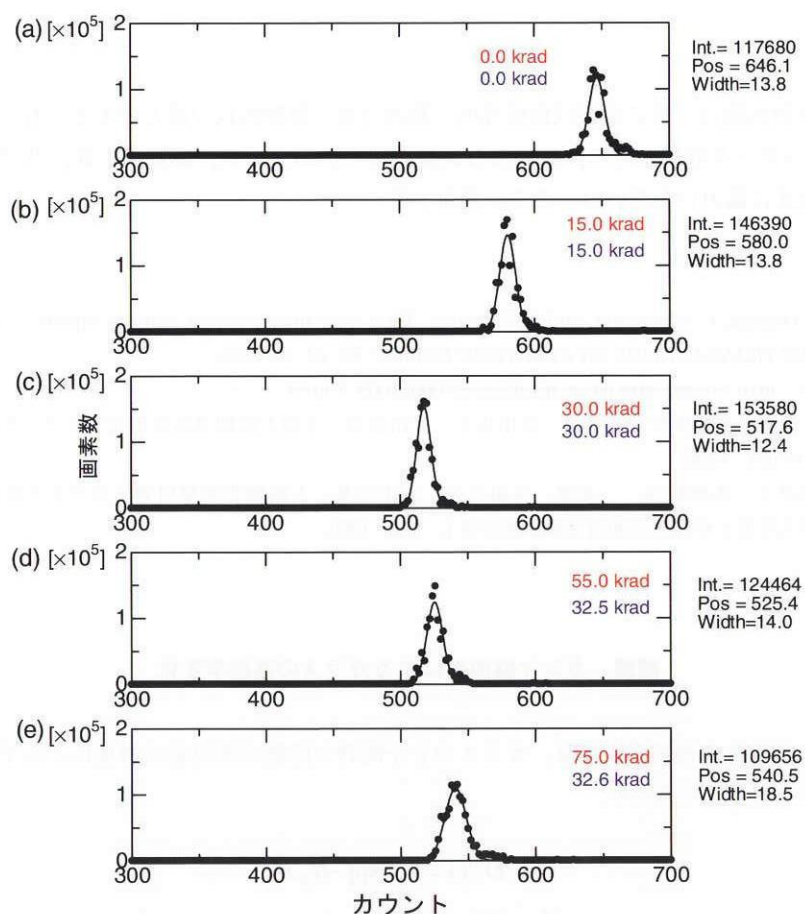 (a) [×10⁵]
2
1
0
300 400 500 600 700
0.0 krad
0.0 krad
Int.= 117680
Pos = 646.1
Width=13.8
(b) [×10⁵]
2
1
0
300 400 500 600 700
15.0 krad
15.0 krad
Int.= 146390
Pos = 580.0
Width=13.8
(c) [×10⁵]
2
1
0
300 400 500 600 700
30.0 krad
30.0 krad
Int.= 153580
Pos = 517.6
Width=12.4
画素数
(d) [×10⁵]
2
1
0
300 400 500 600 700
55.0 krad
32.5 krad
Int.= 124464
Pos = 525.4
Width=14.0
(e) [×10⁵]
2
1
0
300 400 500 600 700
75.0 krad
32.6 krad
Int.= 109656
Pos = 540.5
Width=18.5
カウント